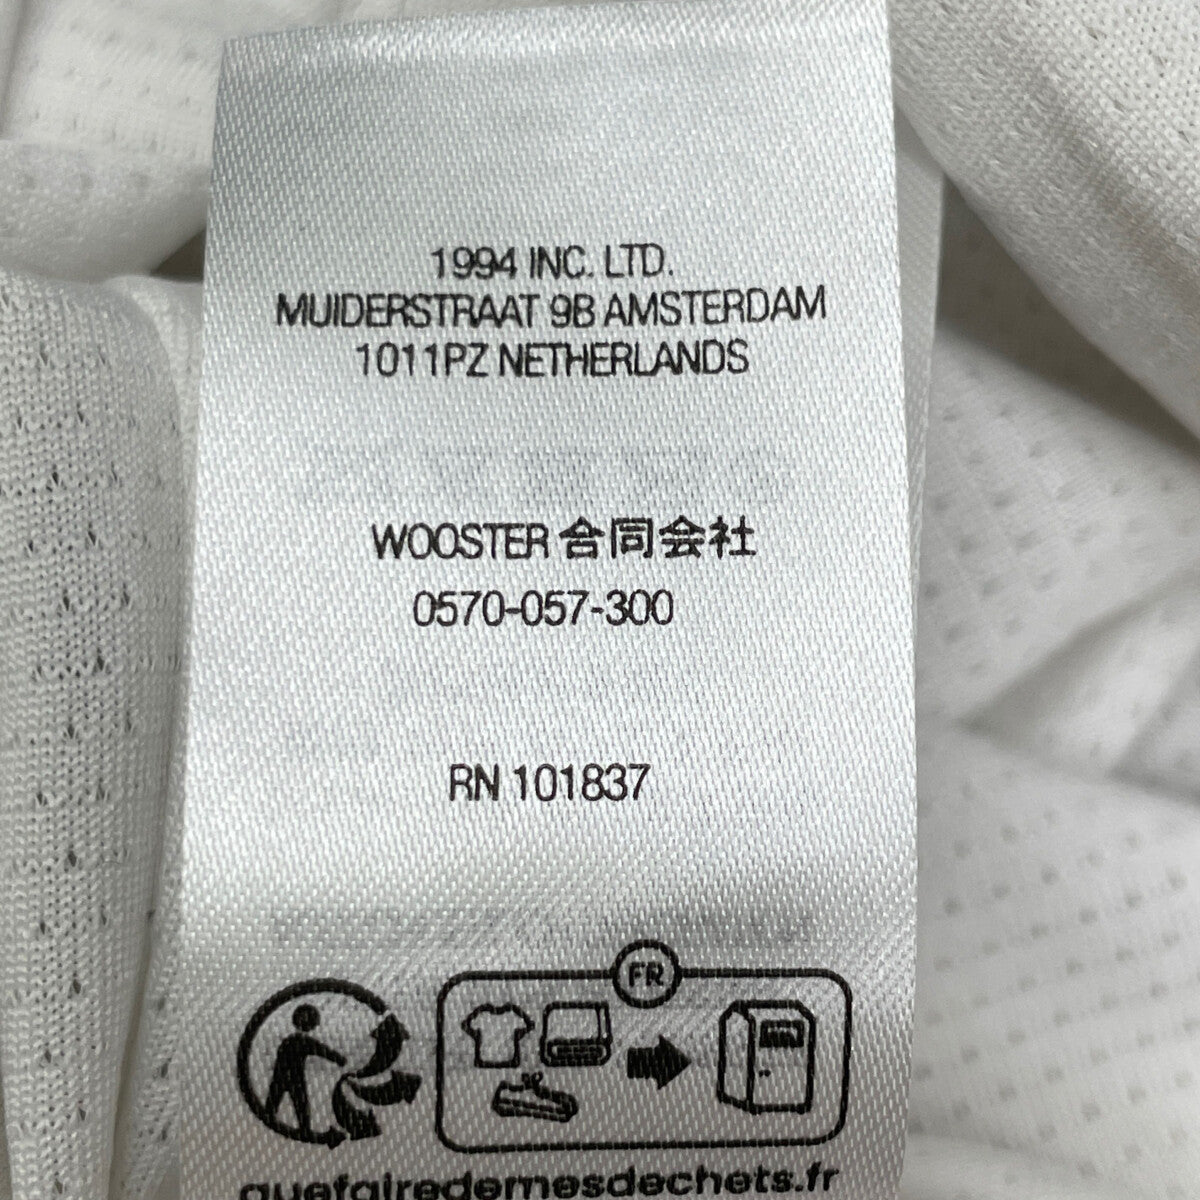 1994 INC. LTD.
MUIDERSTRAAT 9B AMSTERDAM
1011PZ NETHERLANDS
WOOSTER 合同会社
0570-057-300
RN 101837
FR
quefairedemesdechets.fr